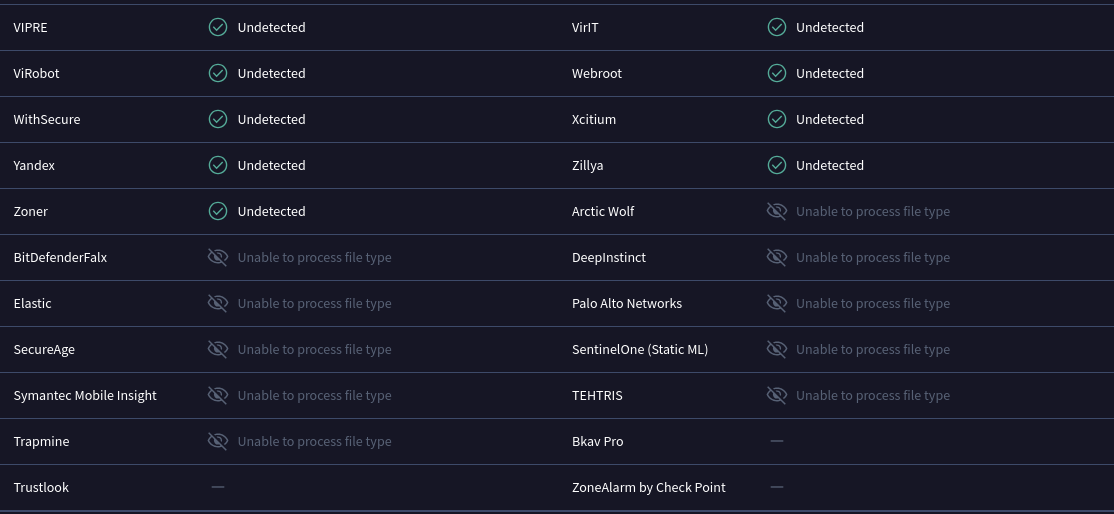 VIPRE Undetected VirIT Undetected
ViRobot Undetected Webroot Undetected
WithSecure Undetected Xcitium Undetected
Yandex Undetected Zillya Undetected
Zoner Undetected Arctic Wolf Unable to process file type
BitDefenderFalx Unable to process file type DeepInstinct Unable to process file type
Elastic Unable to process file type Palo Alto Networks Unable to process file type
SecureAge Unable to process file type SentinelOne (Static ML) Unable to process file type
Symantec Mobile Insight Unable to process file type TEHTRIS Unable to process file type
Trapmine Unable to process file type Bkav Pro —
Trustlook — ZoneAlarm by Check Point —